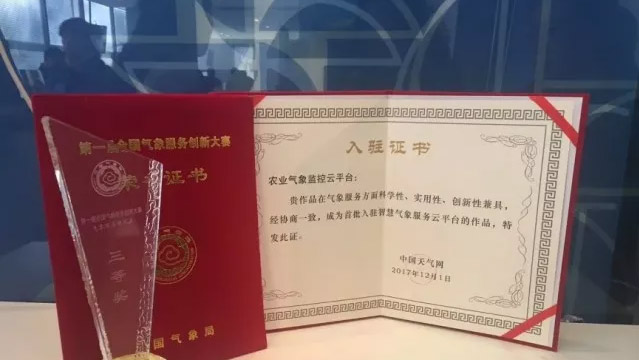 第一届全国气象服务创新大赛
荣誉证书
国气象局
三等奖
入驻证书
农业气象监控云平台：
贵作品在气象服务方面科学性、实用性、创新性兼具，
经协商一致，成为首批入驻智慧气象服务云平台的作品，特
发此证。
中国天气网
2017年12月1日